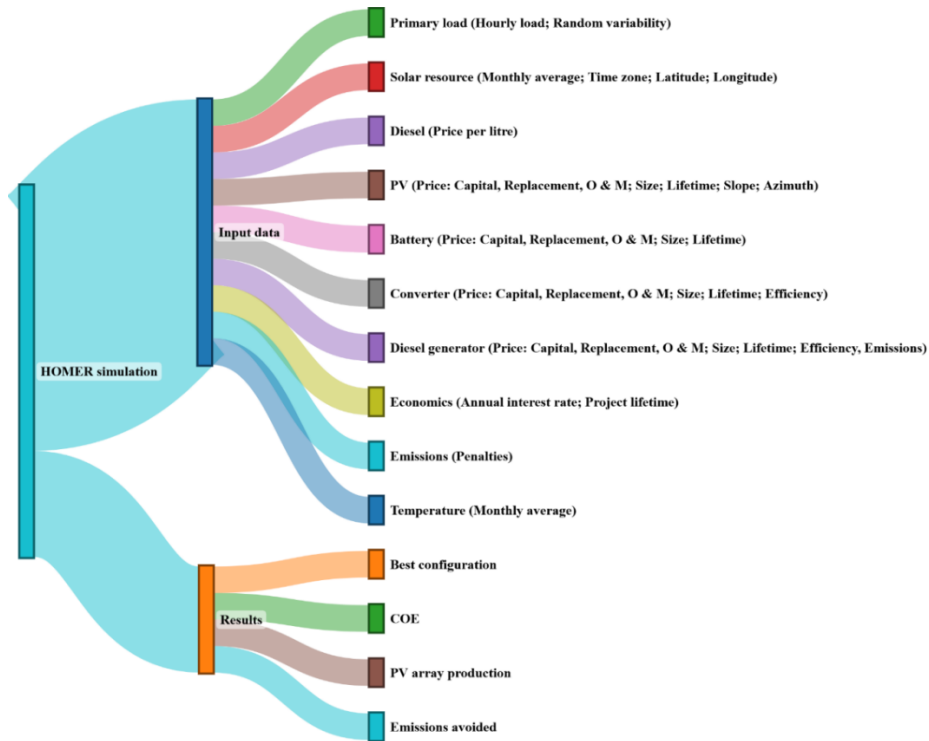 Primary load (Hourly load; Random variability)
Solar resource (Monthly average; Time zone; Latitude; Longitude)
Diesel (Price per litre)
PV (Price: Capital, Replacement, O & M; Size; Lifetime; Slope; Azimuth)
Input data
Battery (Price: Capital, Replacement, O & M; Size; Lifetime)
Converter (Price: Capital, Replacement, O & M; Size; Lifetime; Efficiency)
Diesel generator (Price: Capital, Replacement, O & M; Size; Lifetime; Efficiency, Emissions)
HOMER simulation
Economics (Annual interest rate; Project lifetime)
Emissions (Penalties)
Temperature (Monthly average)
Best configuration
Results
COE
PV array production
Emissions avoided